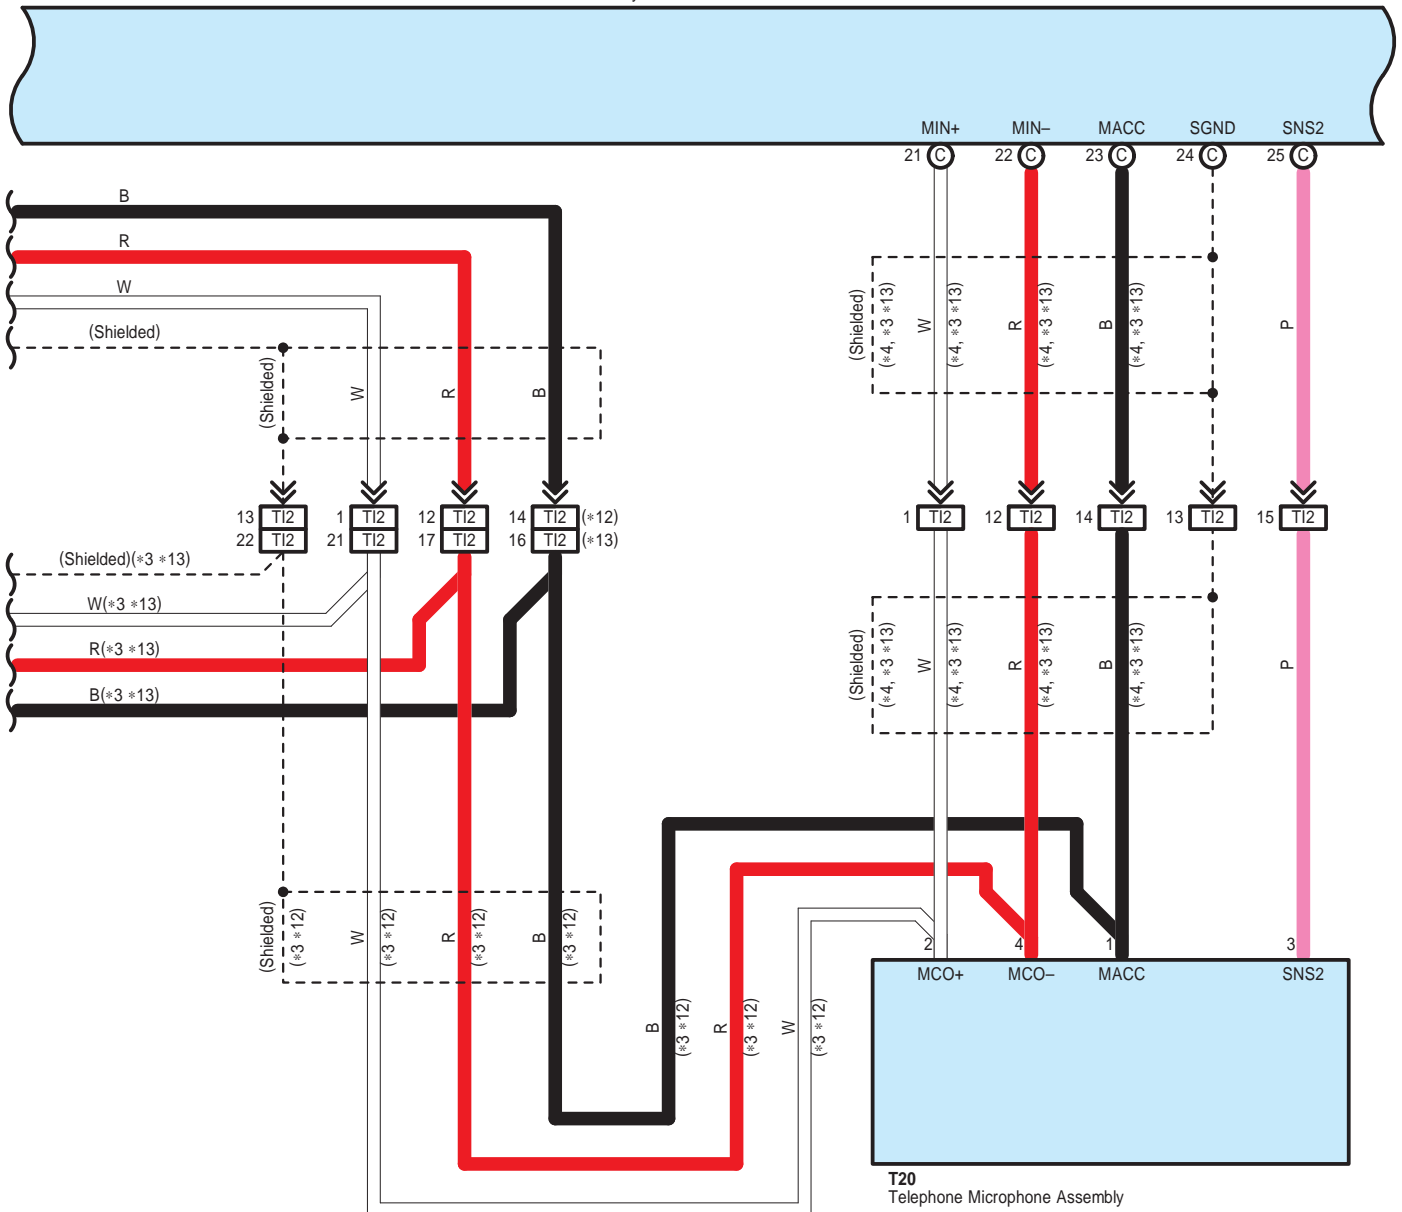 MIN+ MIN– MACC SGND SNS2
21 C 22 C 23 C 24 C 25 C
B
R
W
(Shielded)
(Shielded)
W
R
B
(Shielded)
(*4, *3 *13)
W
(*4, *3 *13)
R
(*4, *3 *13)
B
(*4, *3 *13)
P
13 TI2 1 TI2 12 TI2 14 TI2 (*12)
22 TI2 21 TI2 17 TI2 16 TI2 (*13)
1 TI2 12 TI2 14 TI2 13 TI2 15 TI2
(Shielded)(*3 *13)
W(*3 *13)
R(*3 *13)
B(*3 *13)
(Shielded)
(*4, *3 *13)
W
(*4, *3 *13)
R
(*4, *3 *13)
B
(*4, *3 *13)
P
(Shielded)
(*3 *12)
W
(*3 *12)
R
(*3 *12)
B
(*3 *12)
B
(*3 *12)
R
(*3 *12)
W
(*3 *12)
2 4 1 3
MCO+ MCO– MACC SNS2
T20
Telephone Microphone Assembly